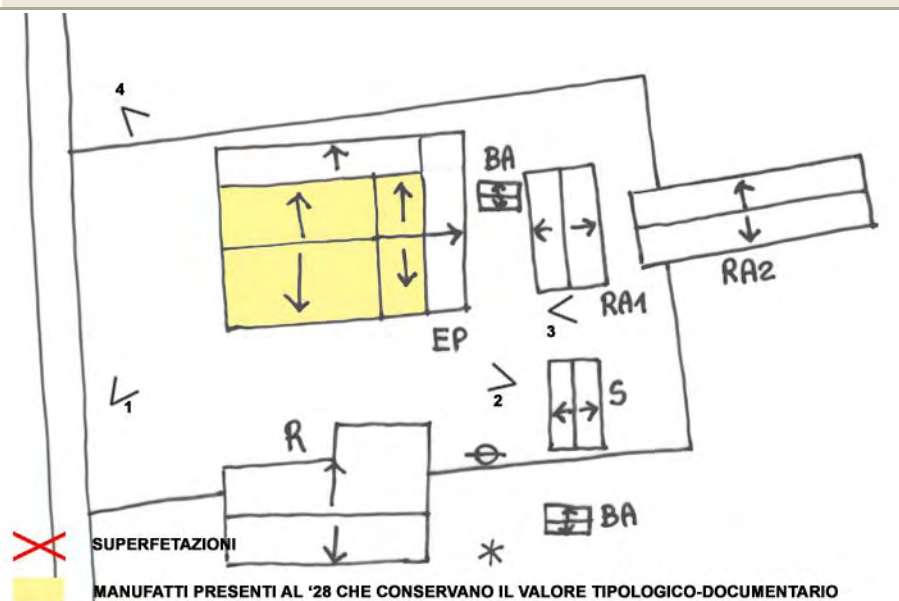 4
BA
RA2
RA1
3
EP
2
1
S
R
BA
SUPERFETAZIONI
MANUFATTI PRESENTI AL '28 CHE CONSERVANO IL VALORE TIPOLOGICO-DOCUMENTARIO